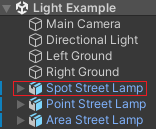 Light Example
Main Camera
Directional Light
Left Ground
Right Ground
Spot Street Lamp
Point Street Lamp
Area Street Lamp